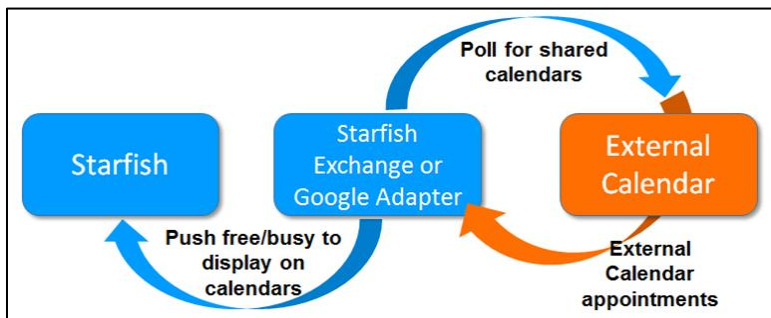 Poll for shared
calendars
Starfish
Starfish
Exchange or
Google Adapter
External
Calendar
Push free/busy to
display on
calendars
External
Calendar
appointments